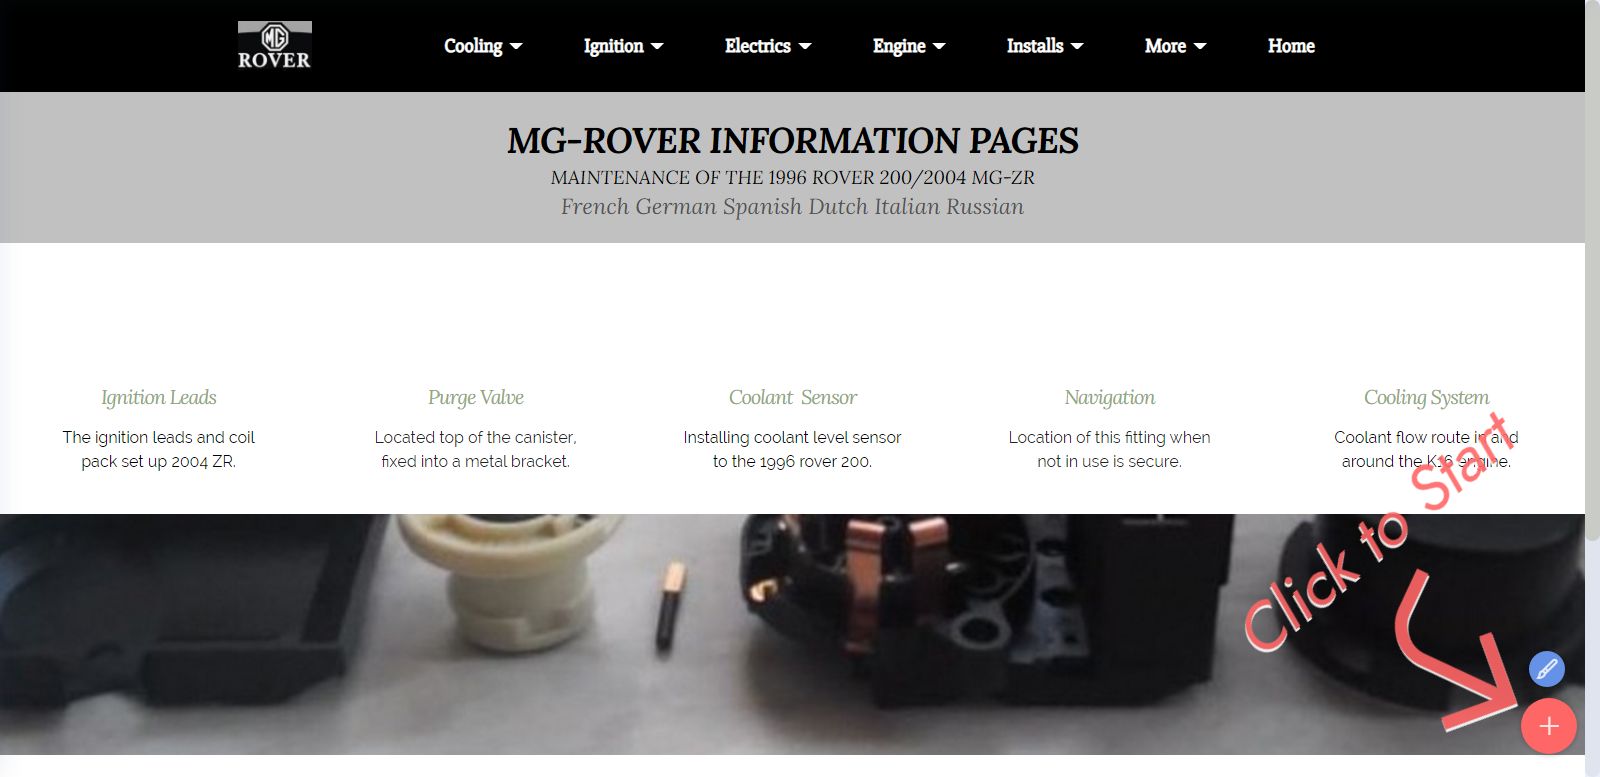 MG
ROVER
Cooling
Ignition
Electrics
Engine
Installs
More
Home
MG-ROVER INFORMATION PAGES
MAINTENANCE OF THE 1996 ROVER 200/2004 MG-ZR
French German Spanish Dutch Italian Russian
Ignition Leads
The ignition leads and coil
pack set up 2004 ZR.
Purge Valve
Located top of the canister,
fixed into a metal bracket.
Coolant Sensor
Installing coolant level sensor
to the 1996 rover 200.
Navigation
Location of this fitting when
not in use is secure.
Cooling System
Coolant flow route in and
around the K16 engine.
Click to Start